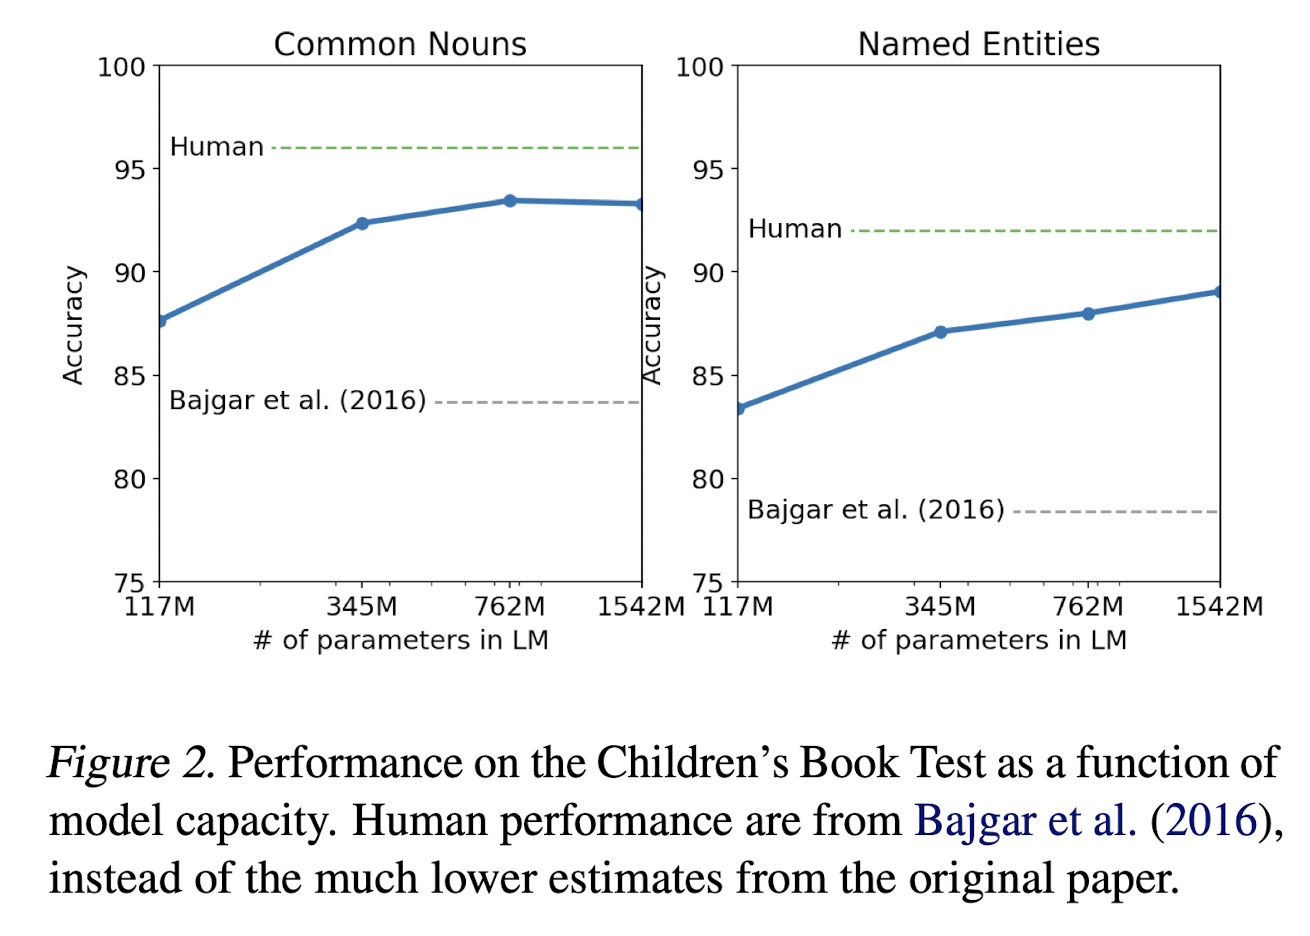 Common Nouns
100
95
90
85
80
75
Accuracy
Human
Bajgar et al. (2016)
117M 345M 762M 1542M
# of parameters in LM
Named Entities
100
95
90
85
80
75
Accuracy
Human
Bajgar et al. (2016)
117M 345M 762M 1542M
# of parameters in LM
Figure 2. Performance on the Children’s Book Test as a function of
model capacity. Human performance are from Bajgar et al. (2016),
instead of the much lower estimates from the original paper.